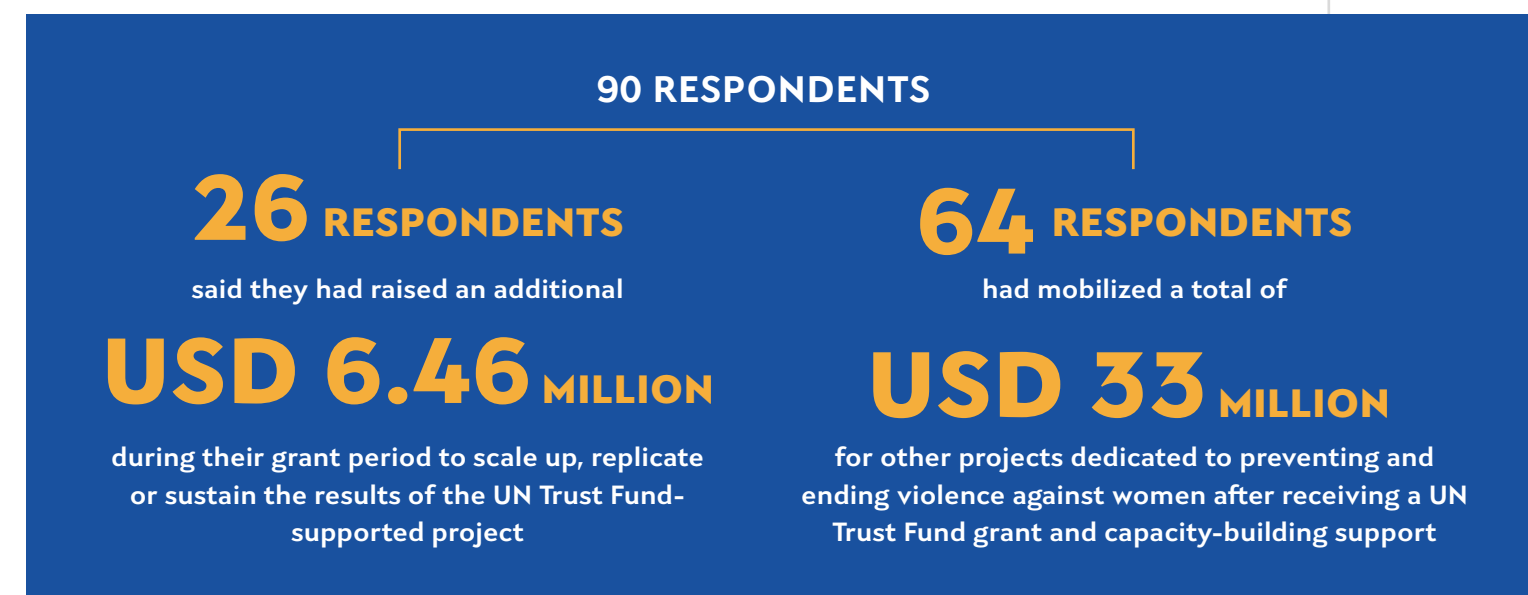 90 RESPONDENTS
26 RESPONDENTS
said they had raised an additional
USD 6.46 MILLION
during their grant period to scale up, replicate
or sustain the results of the UN Trust Fund-
supported project
64 RESPONDENTS
had mobilized a total of
USD 33 MILLION
for other projects dedicated to preventing and
ending violence against women after receiving a UN
Trust Fund grant and capacity-building support